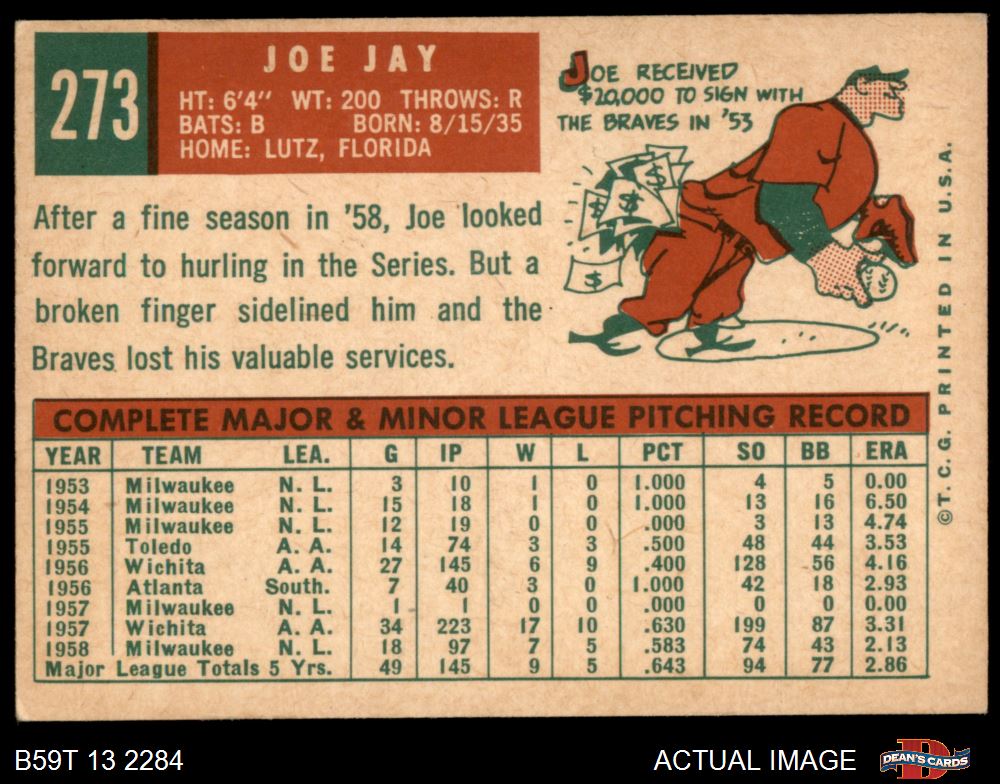 273
JOE JAY
HT: 6'4" WT: 200 THROWS: R
BATS: B BORN: 8/15/35
HOME: LUTZ, FLORIDA
JOE RECEIVED
$20,000 TO SIGN WITH
THE BRAVES IN '53
$ $ $ $
After a fine season in '58, Joe looked
forward to hurling in the Series. But a
broken finger sidelined him and the
Braves lost his valuable services.
COMPLETE MAJOR & MINOR LEAGUE PITCHING RECORD
YEAR TEAM LEA. G IP W L PCT SO BB ERA
1953 Milwaukee N. L. 3 10 1 0 1.000 4 5 0.00
1954 Milwaukee N. L. 15 18 1 0 1.000 13 16 6.50
1955 Milwaukee N. L. 12 19 0 0 .000 3 13 4.74
1955 Toledo A. A. 14 74 3 3 .500 48 44 3.53
1956 Wichita A. A. 27 145 6 9 .400 128 56 4.16
1956 Atlanta South. 7 40 3 0 1.000 42 18 2.93
1957 Milwaukee N. L. 1 1 0 0 .000 0 0 0.00
1957 Wichita A. A. 34 223 17 10 .630 199 87 3.31
1958 Milwaukee N. L. 18 97 7 5 .583 74 43 2.13
Major League Totals 5 Yrs. 49 145 9 5 .643 94 77 2.86
©T. C. G. PRINTED IN U.S.A.
B59T 13 2284 ACTUAL IMAGE DEAN'S CARDS